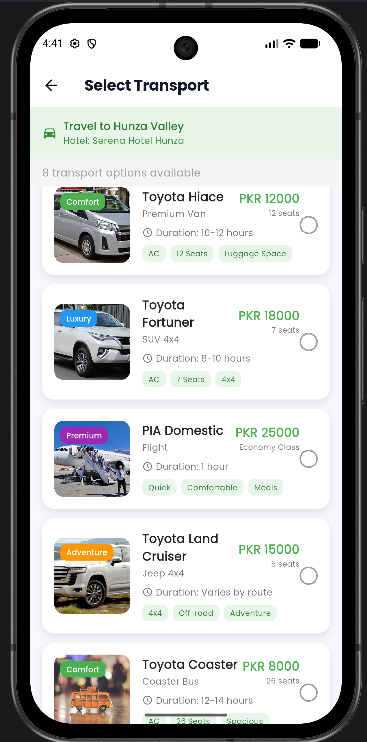 4:41
Select Transport
Travel to Hunza Valley
Hotel: Serena Hotel Hunza
8 transport options available
Comfort
Toyota Hiace
PKR 12000
Premium Van
12 seats
Duration: 10-12 hours
AC 12 Seats Luggage Space
Luxury
Toyota
Fortuner
PKR 18000
SUV 4x4
7 seats
Duration: 8-10 hours
AC 7 Seats 4x4
Premium
PIA Domestic
PKR 25000
Flight
Economy Class
Duration: 1 hour
Quick Comfortable Meals
Adventure
Toyota Land
Cruiser
PKR 15000
Jeep 4x4
seats
Duration: Varies by route
4x4 Off-road Adventure
Comfort
Toyota Coaster
PKR 8000
Coaster Bus
26 seats
Duration: 12-14 hours
AC 26 Seats Spacious